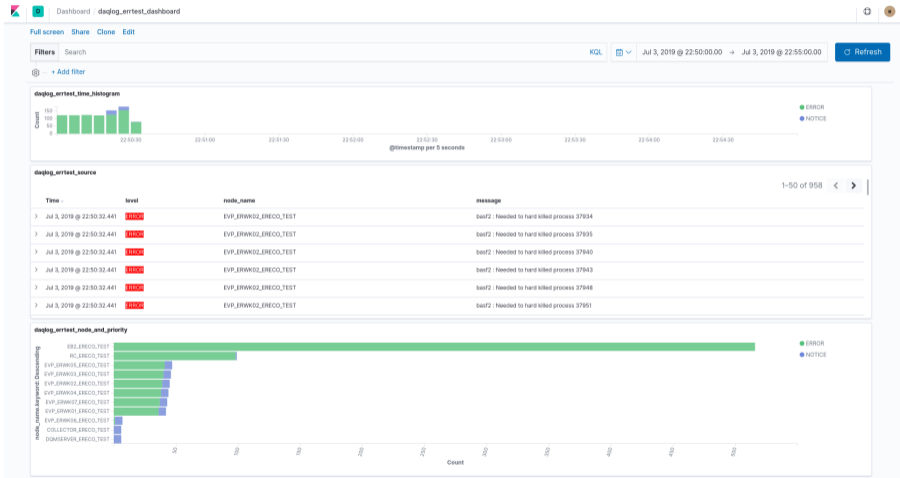 D Dashboard / daqlog_errtest_dashboard
Full screen Share Clone Edit
Filters Search KQL Jul 3, 2019 @ 22:50:00.00 → Jul 3, 2019 @ 22:55:00.00 Refresh
+ Add filter
daqlog_errtest_time_histogram
Count
150
100
50
0
22:50:30 22:51:00 22:51:30 22:52:00 22:52:30 22:53:00 22:53:30 22:54:00 22:54:30
@timestamp per 5 seconds
ERROR
NOTICE
daqlog_errtest_source
1–50 of 958
Time level node_name message
Jul 3, 2019 @ 22:50:32.441 ERROR EVP_ERWK02_ERECO_TEST basf2 : Needed to hard killed process 37934
Jul 3, 2019 @ 22:50:32.441 ERROR EVP_ERWK02_ERECO_TEST basf2 : Needed to hard killed process 37935
Jul 3, 2019 @ 22:50:32.441 ERROR EVP_ERWK02_ERECO_TEST basf2 : Needed to hard killed process 37940
Jul 3, 2019 @ 22:50:32.441 ERROR EVP_ERWK02_ERECO_TEST basf2 : Needed to hard killed process 37943
Jul 3, 2019 @ 22:50:32.441 ERROR EVP_ERWK02_ERECO_TEST basf2 : Needed to hard killed process 37948
Jul 3, 2019 @ 22:50:32.441 ERROR EVP_ERWK02_ERECO_TEST basf2 : Needed to hard killed process 37951
daqlog_errtest_node_and_priority
node_name.keyword: Descending
EB2_ERECO_TEST
RC_ERECO_TEST
EVP_ERWK05_ERECO_TEST
EVP_ERWK03_ERECO_TEST
EVP_ERWK02_ERECO_TEST
EVP_ERWK04_ERECO_TEST
EVP_ERWK07_ERECO_TEST
EVP_ERWK01_ERECO_TEST
EVP_ERWK06_ERECO_TEST
COLLECTOR_ERECO_TEST
DQMSERVER_ERECO_TEST
50 100 150 200 250 300 350 400 450 500
Count
ERROR
NOTICE